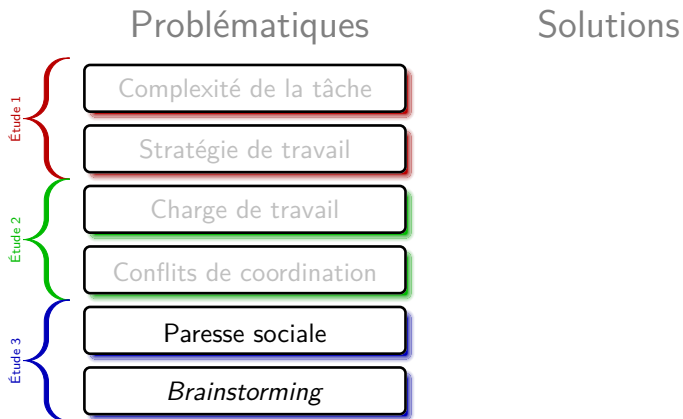 Problématiques
Solutions
Étude 1
Complexité de la tâche
Stratégie de travail
Étude 2
Charge de travail
Conflits de coordination
Étude 3
Paresse sociale
Brainstorming